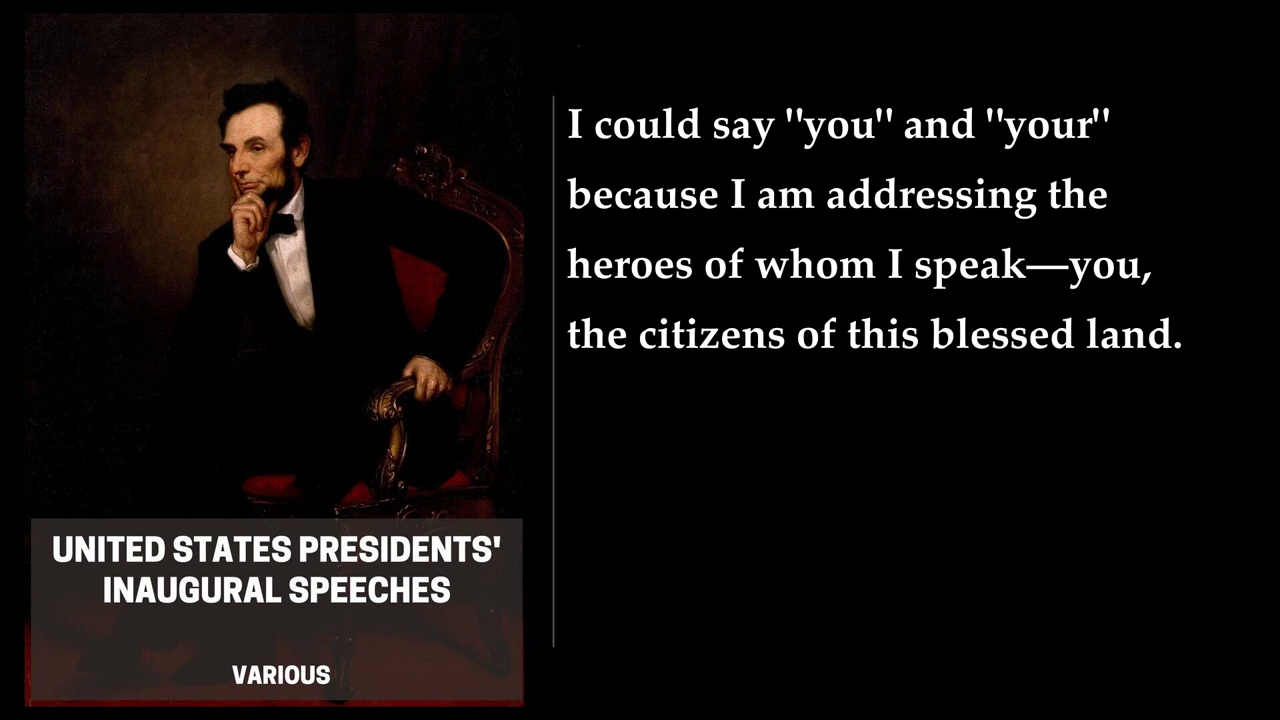 I could say "you" and "your"
because I am addressing the
heroes of whom I speak—you,
the citizens of this blessed land.
UNITED STATES PRESIDENTS'
INAUGURAL SPEECHES
VARIOUS